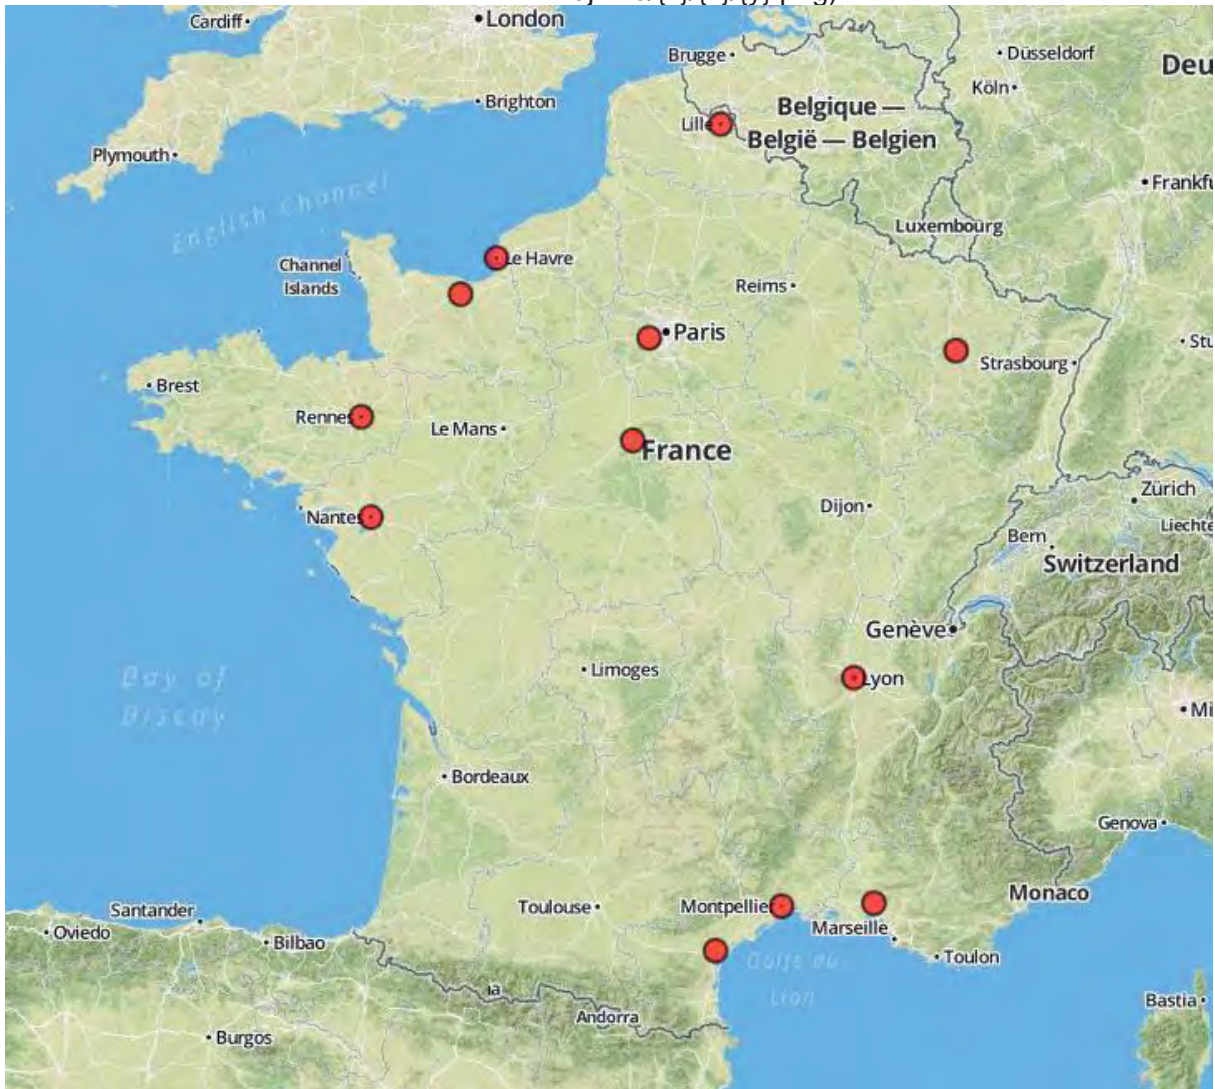 London
Cardiff
Brugge
Düsseldorf
Deu
Köln
Brighton
Belgique —
België — Belgien
Lille
Plymouth
Frankfu
English Channel
Luxembourg
Channel
Islands
Le Havre
Reims
Paris
Stu
Strasbourg
Brest
Rennes
Le Mans
France
Zürich
Dijon
Nantes
Liechte
Bern
Switzerland
Genève
Limoges
Lyon
Bay of
Biscay
Mi
Bordeaux
Genova
Monaco
Santander
Toulouse
Montpellie
Marseille
Oviedo
Bilbao
Toulon
Golfe du
Lion
ia
Bastia
Andorra
Burgos